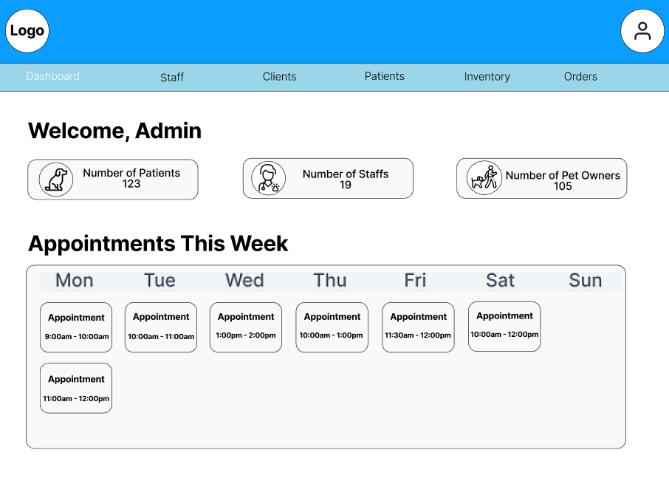 Logo
Dashboard Staff Clients Patients Inventory Orders
Welcome, Admin
Number of Patients
123
Number of Staffs
19
Number of Pet Owners
105
Appointments This Week
Mon Tue Wed Thu Fri Sat Sun
Appointment
9:00am - 10:00am
Appointment
10:00am - 11:00am
Appointment
1:00pm - 2:00pm
Appointment
10:00am - 1:00pm
Appointment
11:30am - 12:00pm
Appointment
10:00am - 12:00pm
Appointment
11:00am - 12:00pm